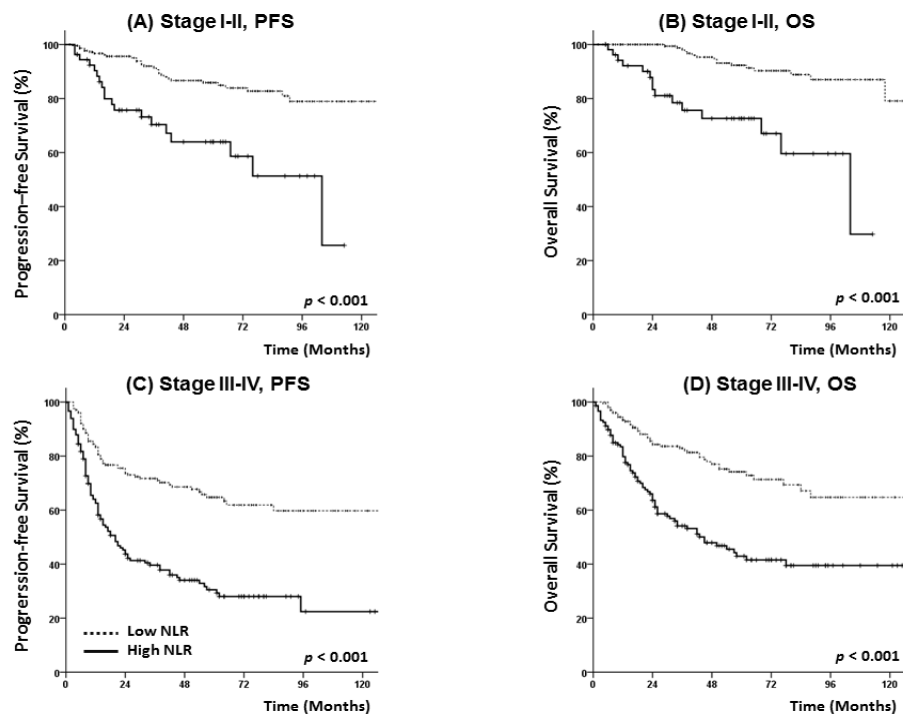 (A) Stage I-II, PFS
Progression–free Survival (%)
100
80
60
40
20
0
0 24 48 72 96 120
p < 0.001
Time (Months)
(B) Stage I-II, OS
Overall Survival (%)
100
80
60
40
20
0
0 24 48 72 96 120
p < 0.001
Time (Months)
(C) Stage III-IV, PFS
Progrerssion-free Survival (%)
100
80
60
40
20
0
Low NLR
High NLR
0 24 48 72 96 120
p < 0.001
Time (Months)
(D) Stage III-IV, OS
Overall Survival (%)
100
80
60
40
20
0
0 24 48 72 96 120
p < 0.001
Time (Months)